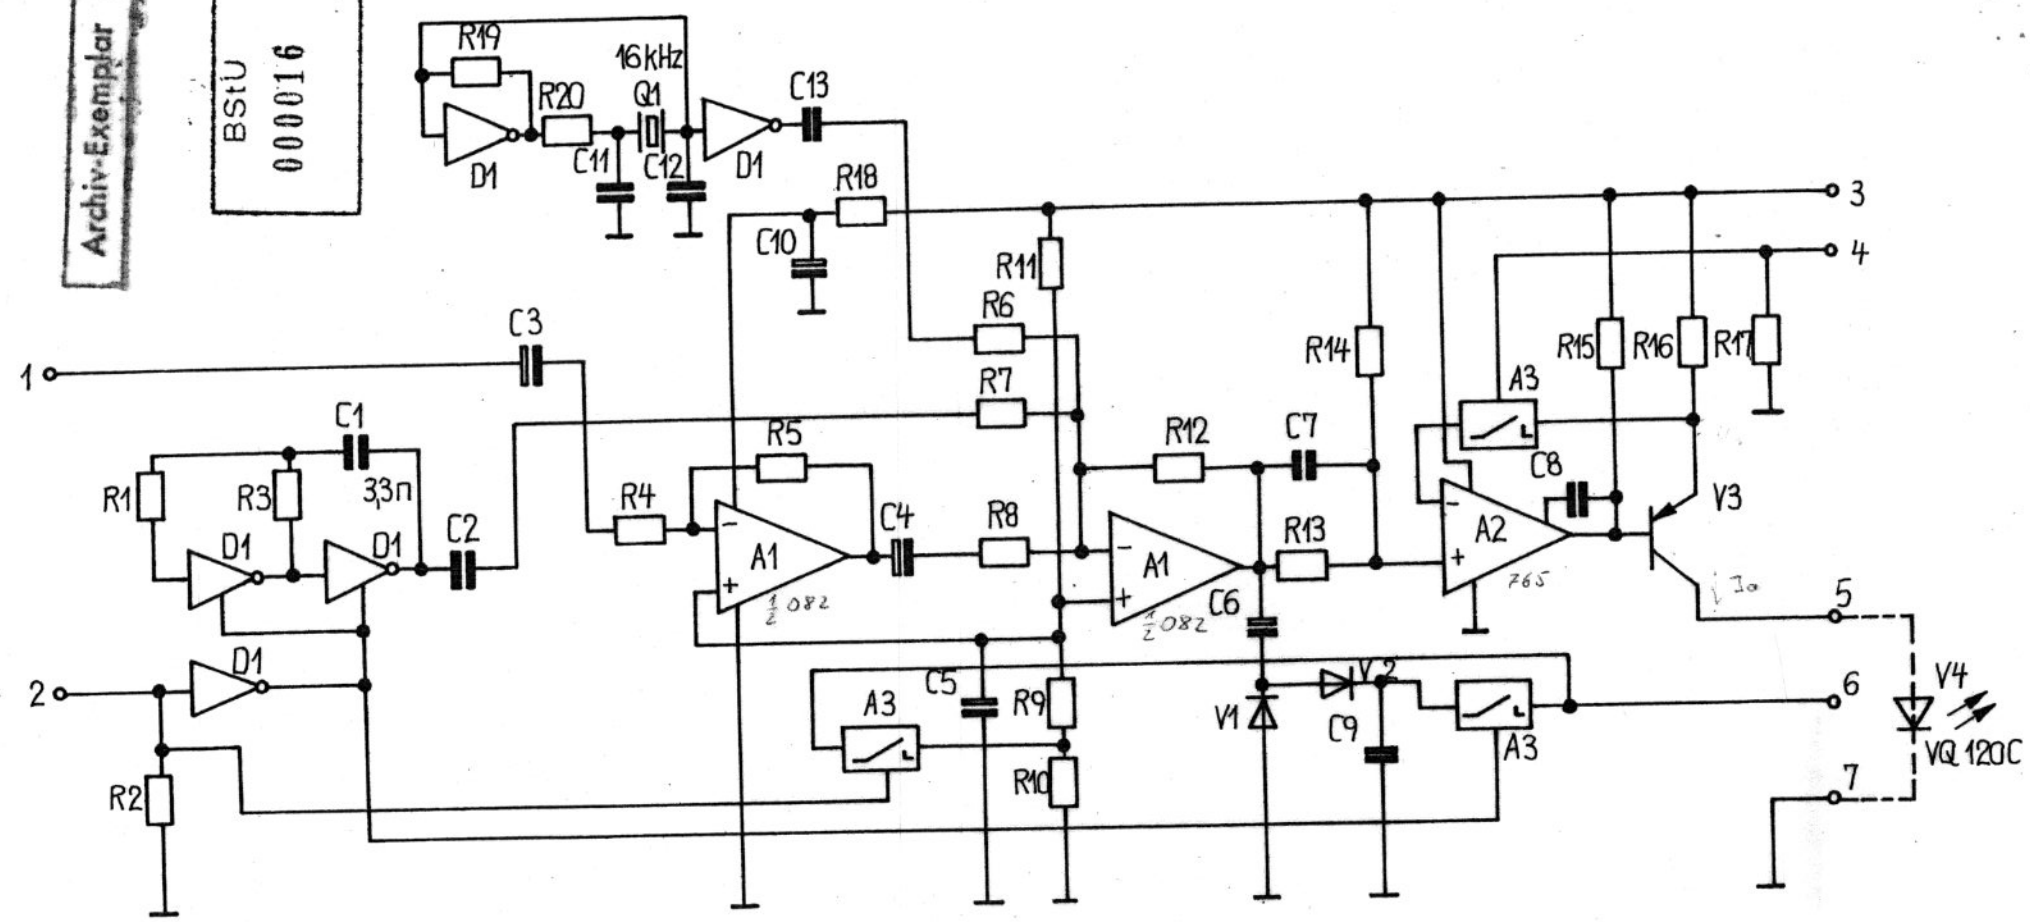 Archiv-Exemplar
BStU
000016
R19
16 kHz
R20
Q1
C13
C11
C12
D1
D1
R18
3
C10
4
R11
C3
R6
R14
R15
R16
R17
1
R7
A3
C1
R5
R12
C7
C8
R1
R3
3,3n
R4
V3
C2
C4
R8
D1
D1
A1
A1
R13
A2
½ 082
½ 082
765
C6
5
D1
C5
R9
V2
6
V4
2
A3
V1
C9
A3
VQ 120C
R2
R10
7